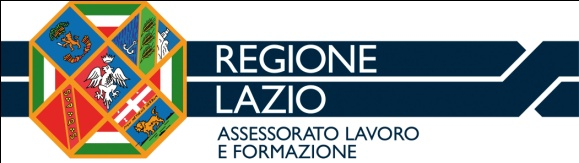 REGIONE
LAZIO
ASSESSORATO LAVORO
E FORMAZIONE